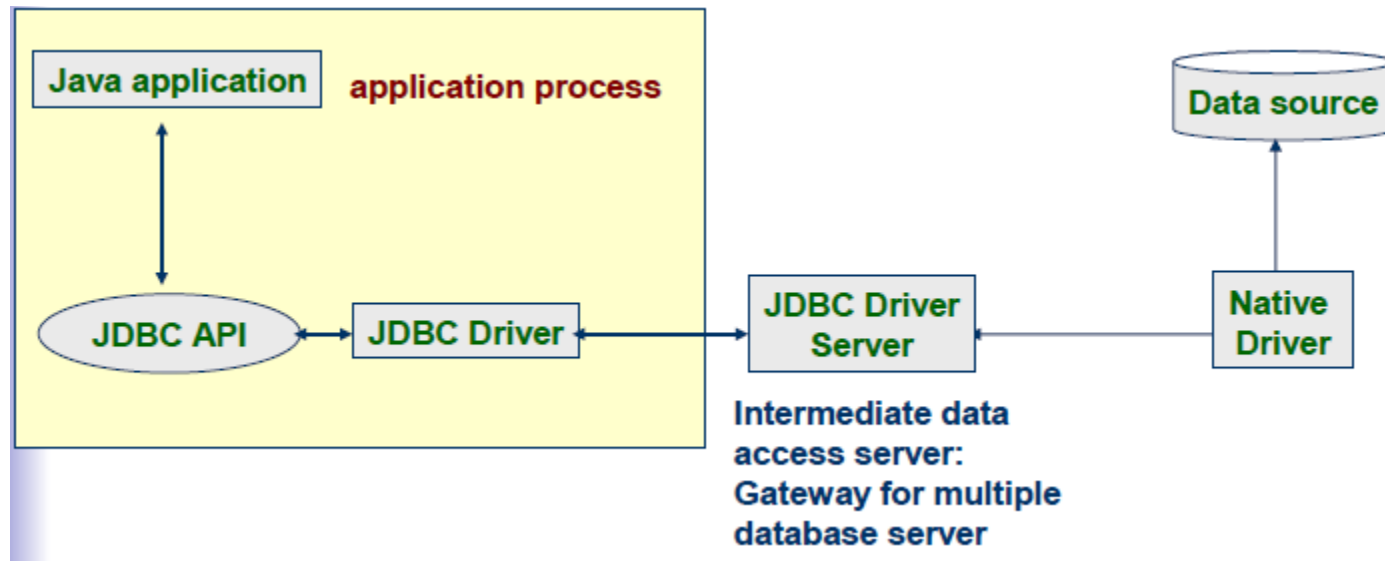 Java application
application process
Data source
JDBC API
JDBC Driver
JDBC Driver
Server
Native
Driver
Intermediate data
access server:
Gateway for multiple
database server